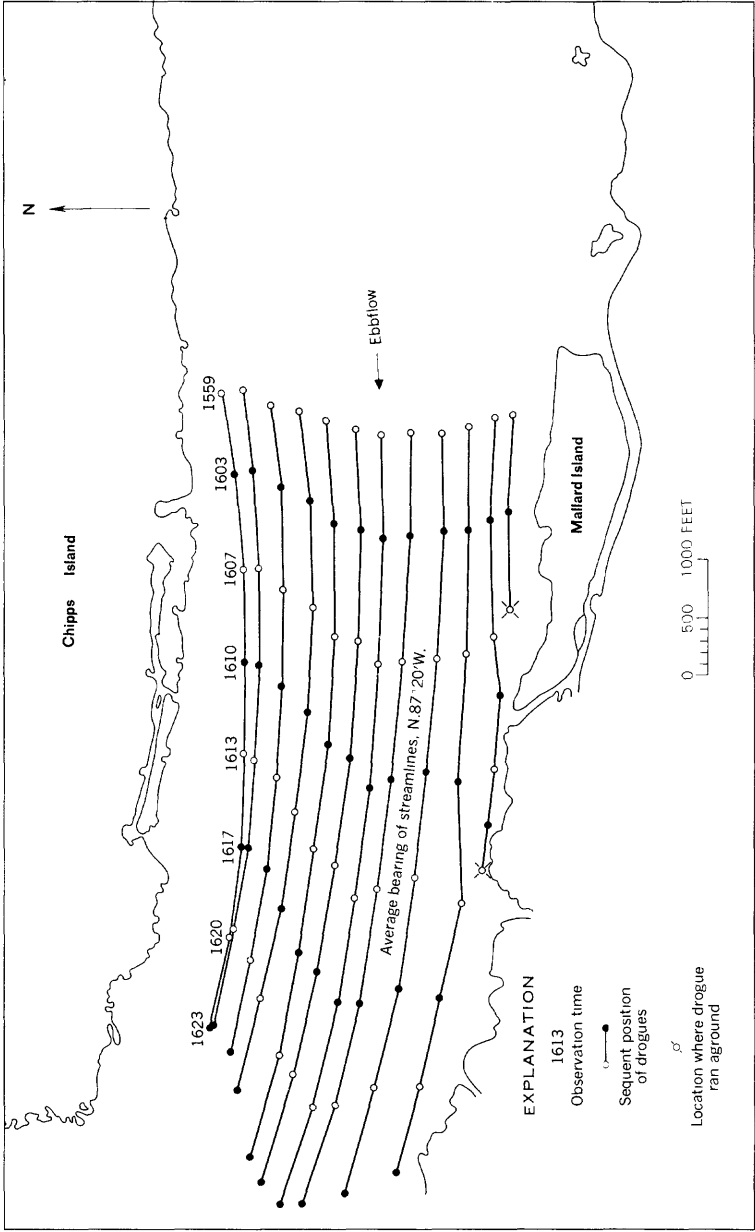 N
Chipps Island
1559
1603
1607
1610
1613
1617
1620
1623
Ebbflow
Average bearing of streamlines, N.87°20'W.
Mallard Island
0 500 1000 FEET
EXPLANATION
1613
Observation time
Sequent position
of drogues
Location where drogue
ran aground